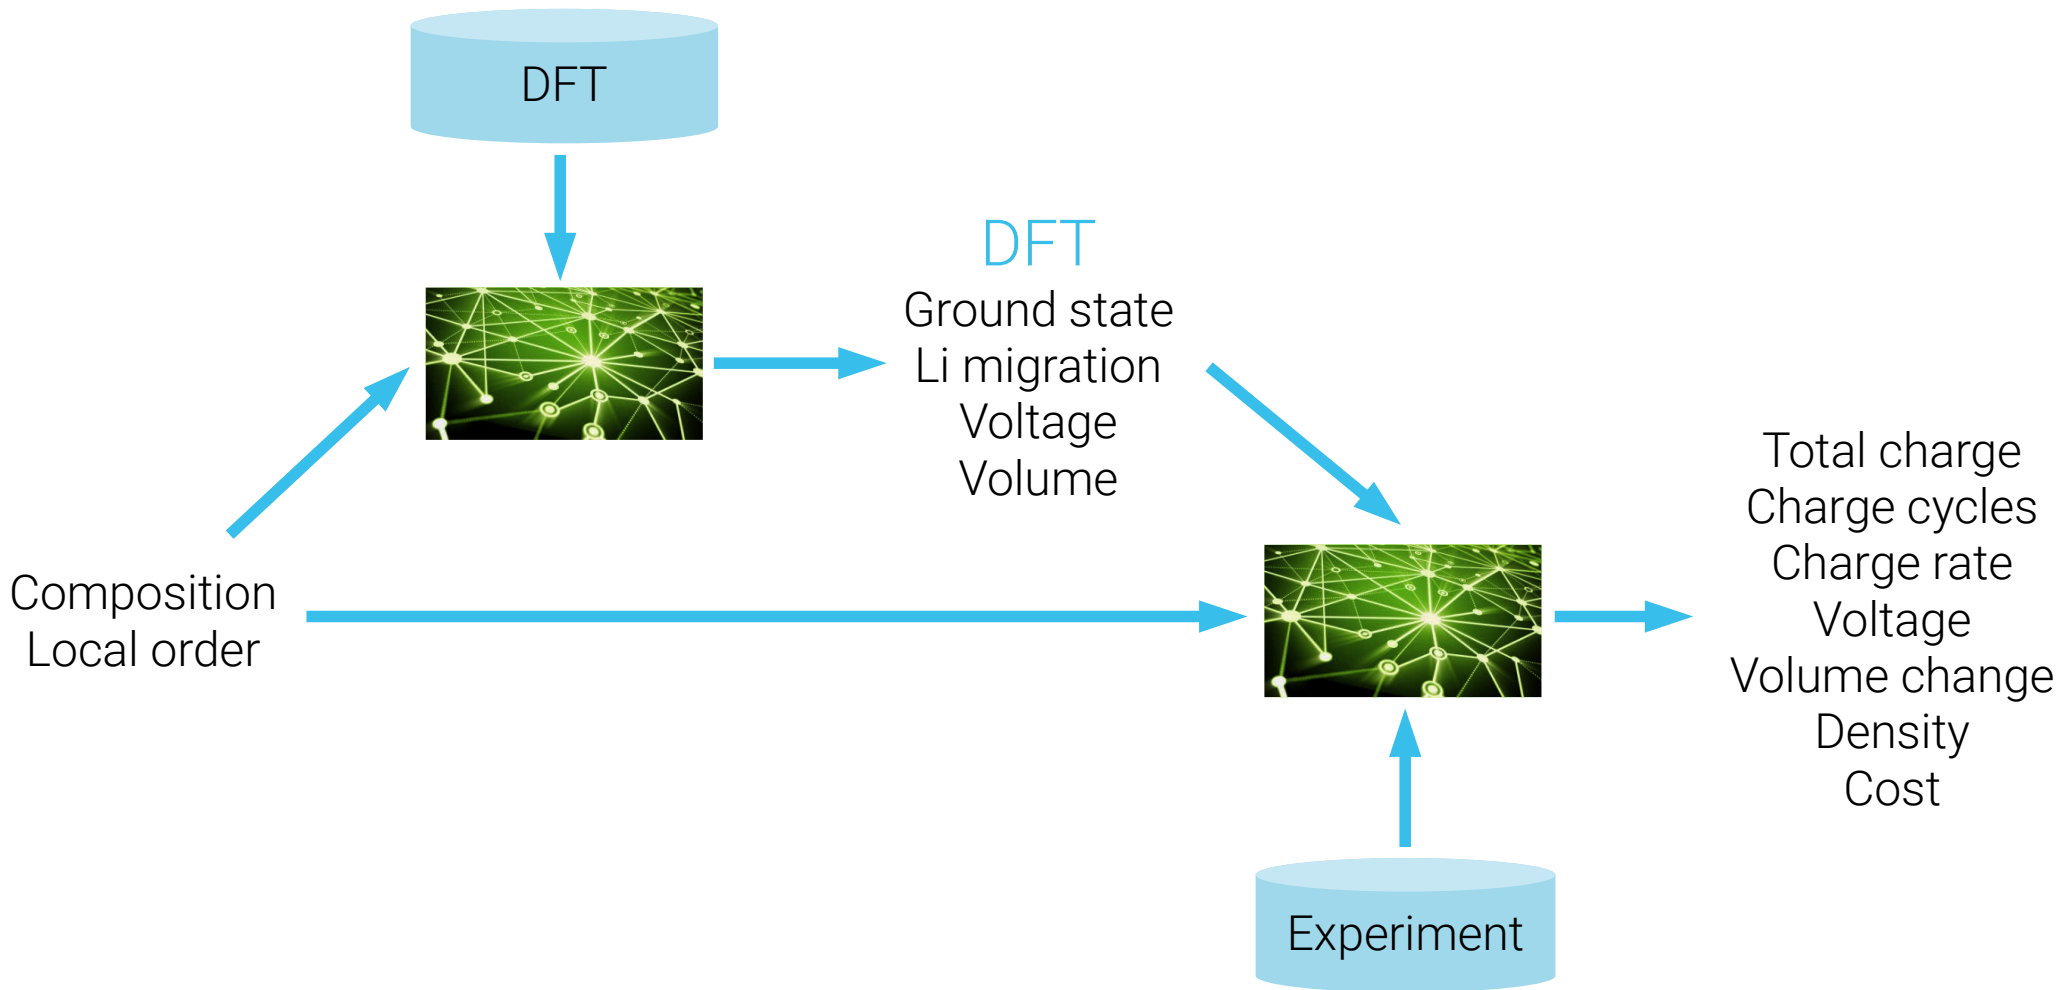 DFT
DFT
Ground state
Li migration
Voltage
Volume
Composition
Local order
Total charge
Charge cycles
Charge rate
Voltage
Volume change
Density
Cost
Experiment